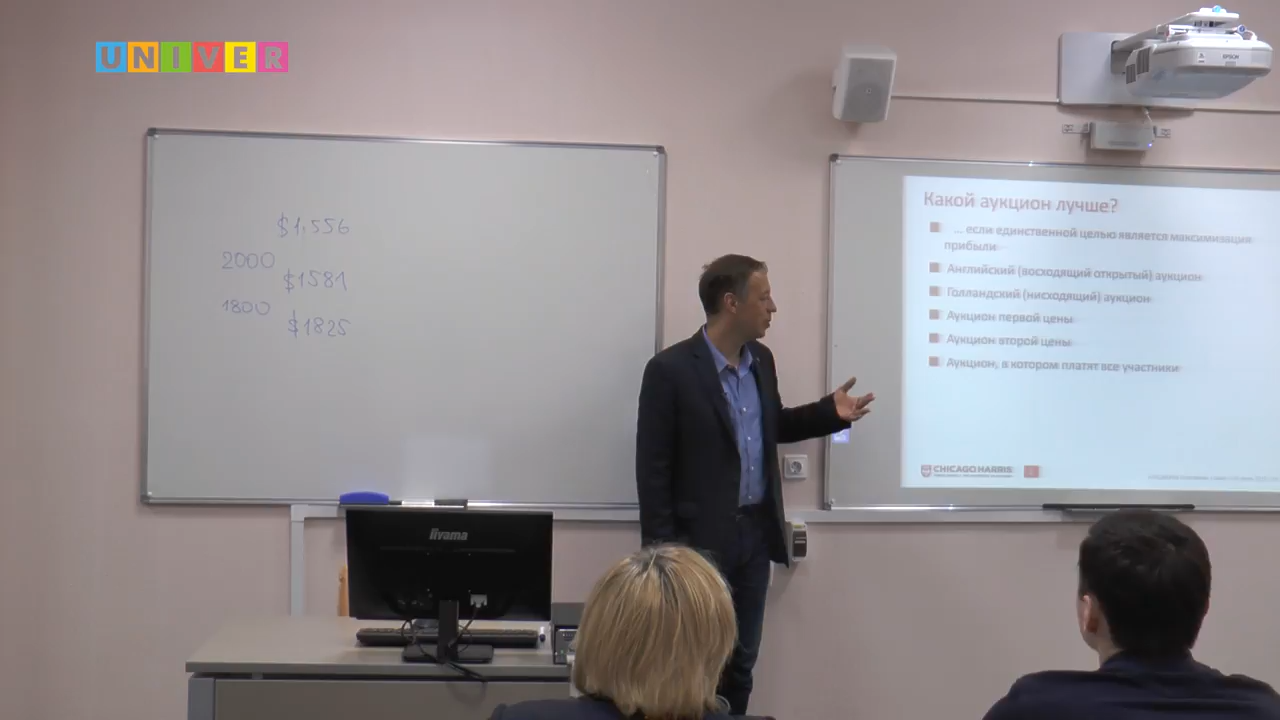 UNIVER
$1,556
2000
$1581
1800
$1825
EPSON
Какой аукцион лучше?
... если единственной целью является максимизация
прибыли
Английский (восходящий открытый) аукцион
Голландский (нисходящий) аукцион
Аукцион первой цены
Аукцион второй цены
Аукцион, в котором платят все участники
CHICAGO HARRIS
iiyama